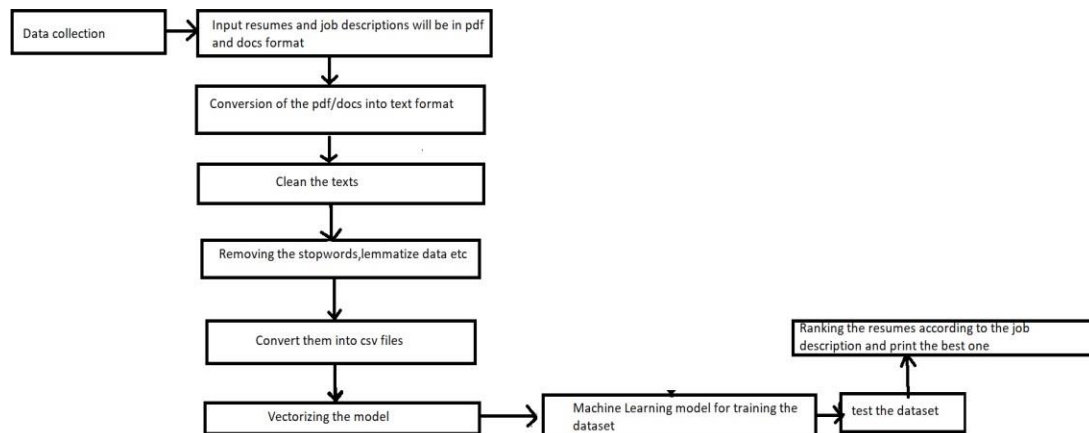 Data collection
Input resumes and job descriptions will be in pdf
and docs format
Conversion of the pdf/docs into text format
Clean the texts
Removing the stopwords,lemmatize data etc
Convert them into csv files
Vectorizing the model
Machine Learning model for training the
dataset
test the dataset
Ranking the resumes according to the job
description and print the best one